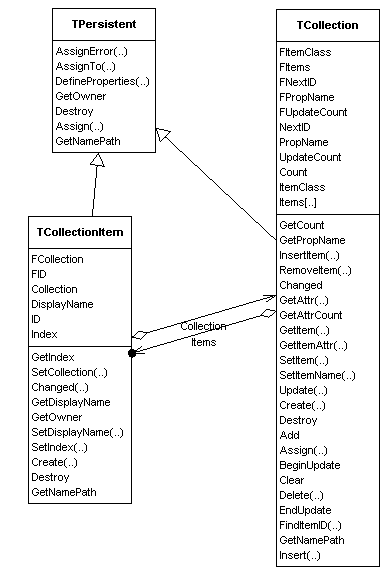 TPersistent
AssignError(..)
AssignTo(..)
DefineProperties(..)
GetOwner
Destroy
Assign(..)
GetNamePath
TCollection
FItemClass
FItems
FNextID
FPropName
FUpdateCount
NextID
PropName
UpdateCount
Count
ItemClass
Items[..]
GetCount
GetPropName
InsertItem(..)
RemoveItem(..)
Changed
GetAttr(..)
GetAttrCount
GetItem(..)
GetItemAttr(..)
SetItem(..)
SetItemName(..)
Update(..)
Create(..)
Destroy
Add
Assign(..)
BeginUpdate
Clear
Delete(..)
EndUpdate
FindItemID(..)
GetNamePath
Insert(..)
TCollectionItem
FCollection
FID
Collection
DisplayName
ID
Index
GetIndex
SetCollection(..)
Changed(..)
GetDisplayName
GetOwner
SetDisplayName(..)
SetIndex(..)
Create(..)
Destroy
GetNamePath
Collection
Items